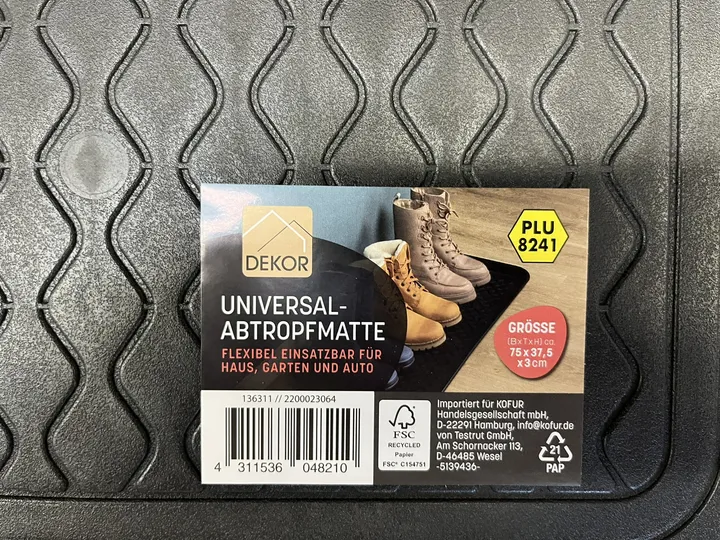 DEKOR
PLU
8241
UNIVERSAL-
ABTROPFMATTE
FLEXIBEL EINSATZBAR FÜR
HAUS, GARTEN UND AUTO
GRÖSSE
(B x T x H) ca.
75 x 37,5
x 3 cm
136311 // 2200023064
4 311536 048210
FSC
RECYCLED
Papier
FSC® C154751
Importiert für KOFUR
Handelsgesellschaft mbH,
D-22291 Hamburg, info@kofur.de
von Testrut GmbH,
Am Schornacker 113,
D-46485 Wesel
-5139436-
21
PAP